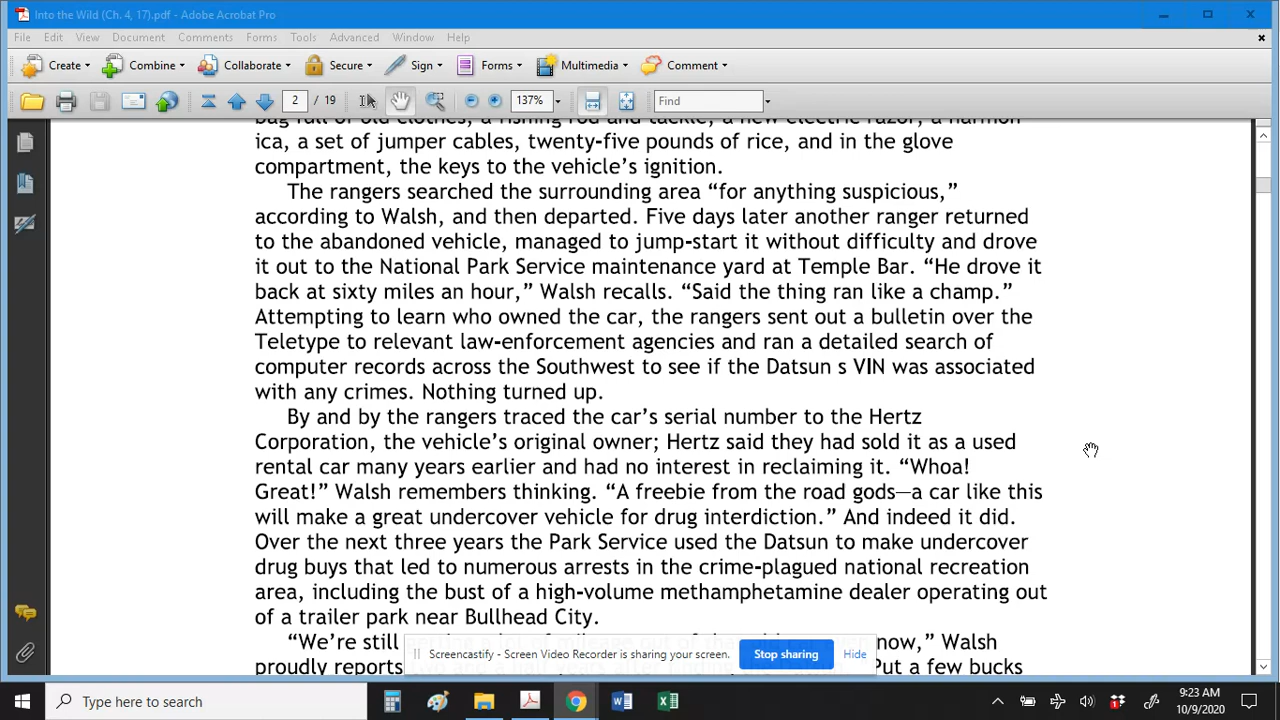 Into the Wild (Ch. 4, 17).pdf - Adobe Acrobat Pro
File Edit View Document Comments Forms Tools Advanced Window Help
Create Combine Collaborate Secure Sign Forms Multimedia Comment
2 / 19 137% Find
bag full of old clothes, a fishing rod and tackle, a new electric razor, a harmon-
ica, a set of jumper cables, twenty-five pounds of rice, and in the glove
compartment, the keys to the vehicle’s ignition.
The rangers searched the surrounding area “for anything suspicious,”
according to Walsh, and then departed. Five days later another ranger returned
to the abandoned vehicle, managed to jump-start it without difficulty and drove
it out to the National Park Service maintenance yard at Temple Bar. “He drove it
back at sixty miles an hour,” Walsh recalls. “Said the thing ran like a champ.”
Attempting to learn who owned the car, the rangers sent out a bulletin over the
Teletype to relevant law-enforcement agencies and ran a detailed search of
computer records across the Southwest to see if the Datsun s VIN was associated
with any crimes. Nothing turned up.
By and by the rangers traced the car’s serial number to the Hertz
Corporation, the vehicle’s original owner; Hertz said they had sold it as a used
rental car many years earlier and had no interest in reclaiming it. “Whoa!
Great!” Walsh remembers thinking. “A freebie from the road gods—a car like this
will make a great undercover vehicle for drug interdiction.” And indeed it did.
Over the next three years the Park Service used the Datsun to make undercover
drug buys that led to numerous arrests in the crime-plagued national recreation
area, including the bust of a high-volume methamphetamine dealer operating out
of a trailer park near Bullhead City.
“We’re still now,” Walsh
proudly reports Put a few bucks
Screencastify - Screen Video Recorder is sharing your screen. Stop sharing Hide
Type here to search
9:23 AM
10/9/2020